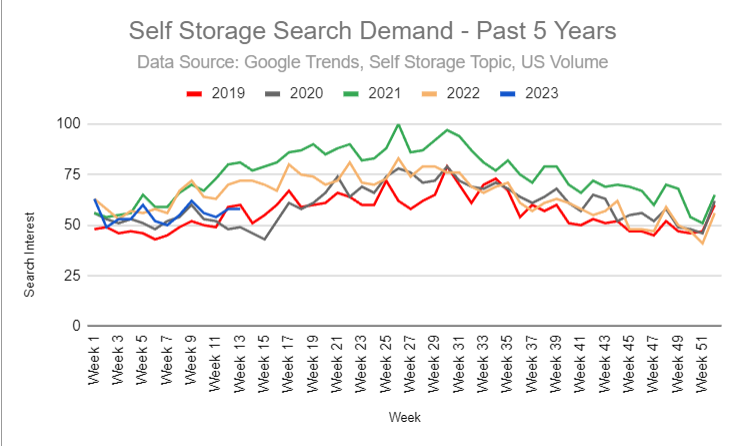 Self Storage Search Demand - Past 5 Years
Data Source: Google Trends, Self Storage Topic, US Volume
2019 2020 2021 2022 2023
100
75
50
25
0
Search Interest
Week 1
Week 3
Week 5
Week 7
Week 9
Week 11
Week 13
Week 15
Week 17
Week 19
Week 21
Week 23
Week 25
Week 27
Week 29
Week 31
Week 33
Week 35
Week 37
Week 39
Week 41
Week 43
Week 45
Week 47
Week 49
Week 51
Week